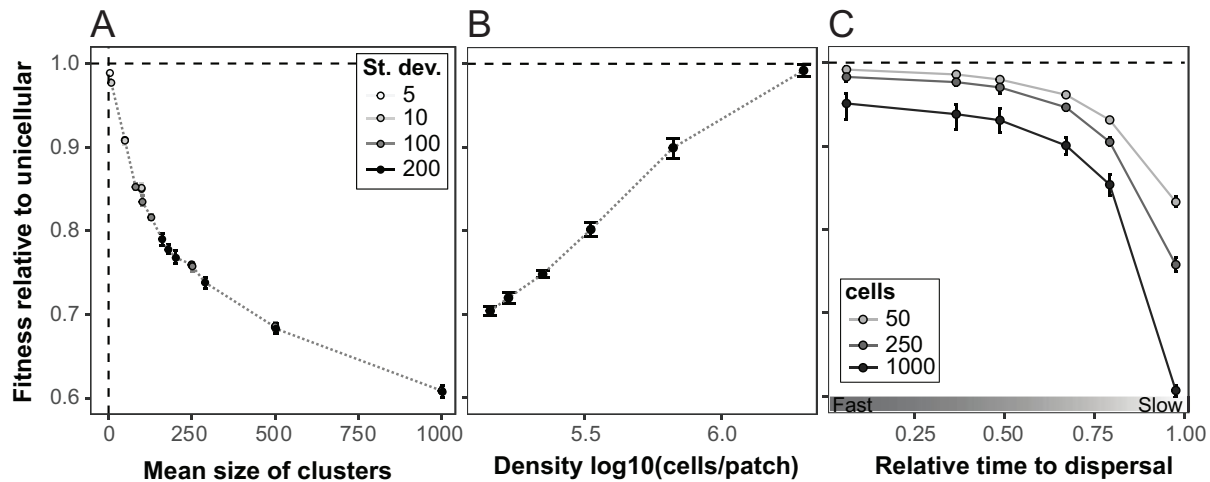 A
B
C
Fitness relative to unicellular
1.0
0.9
0.8
0.7
0.6
St. dev.
5
10
100
200
0
250
500
750
1000
Mean size of clusters
5.5
6.0
Density log10(cells/patch)
cells
50
250
1000
Fast
Slow
0.25
0.50
0.75
1.00
Relative time to dispersal